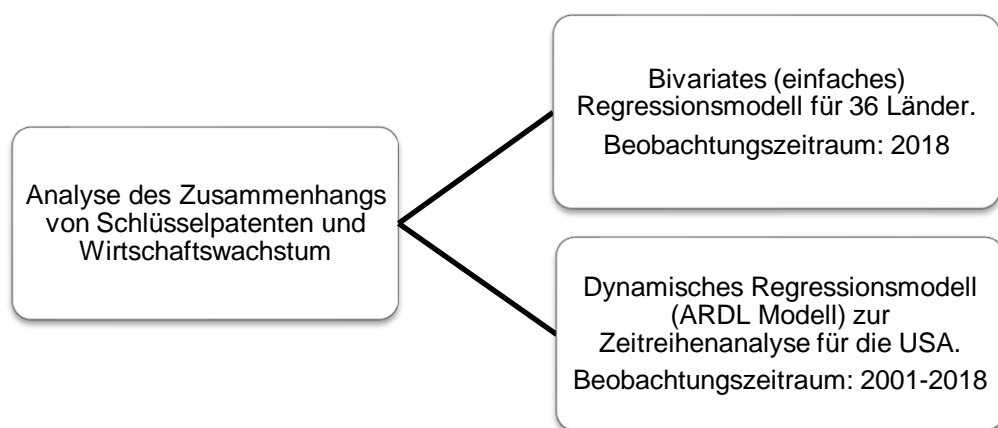 Analyse des Zusammenhangs
von Schlüsselpatenten und
Wirtschaftswachstum
Bivariates (einfaches)
Regressionsmodell für 36 Länder.
Beobachtungszeitraum: 2018
Dynamisches Regressionsmodell
(ARDL Modell) zur
Zeitreihenanalyse für die USA.
Beobachtungszeitraum: 2001-2018